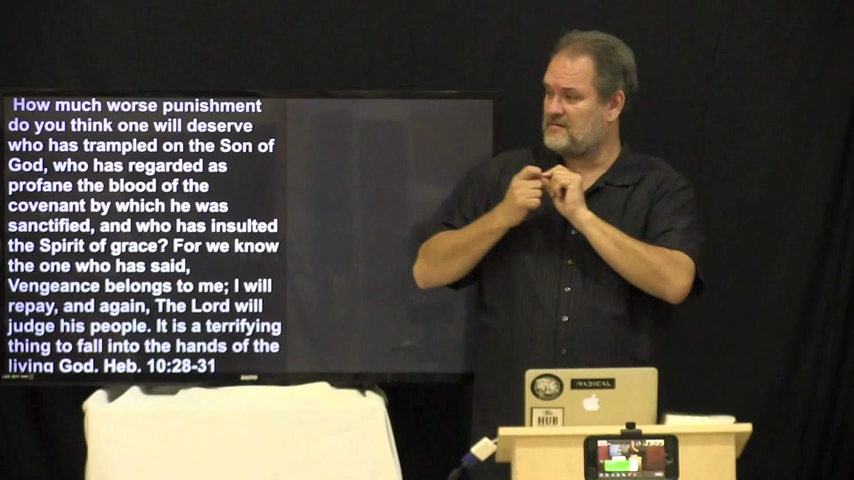 How much worse punishment
do you think one will deserve
who has trampled on the Son of
God, who has regarded as
profane the blood of the
covenant by which he was
sanctified, and who has insulted
the Spirit of grace? For we know
the one who has said,
Vengeance belongs to me; I will
repay, and again, The Lord will
judge his people. It is a terrifying
thing to fall into the hands of the
living God. Heb. 10:28-31
SANYO
RADICAL
The
HUB